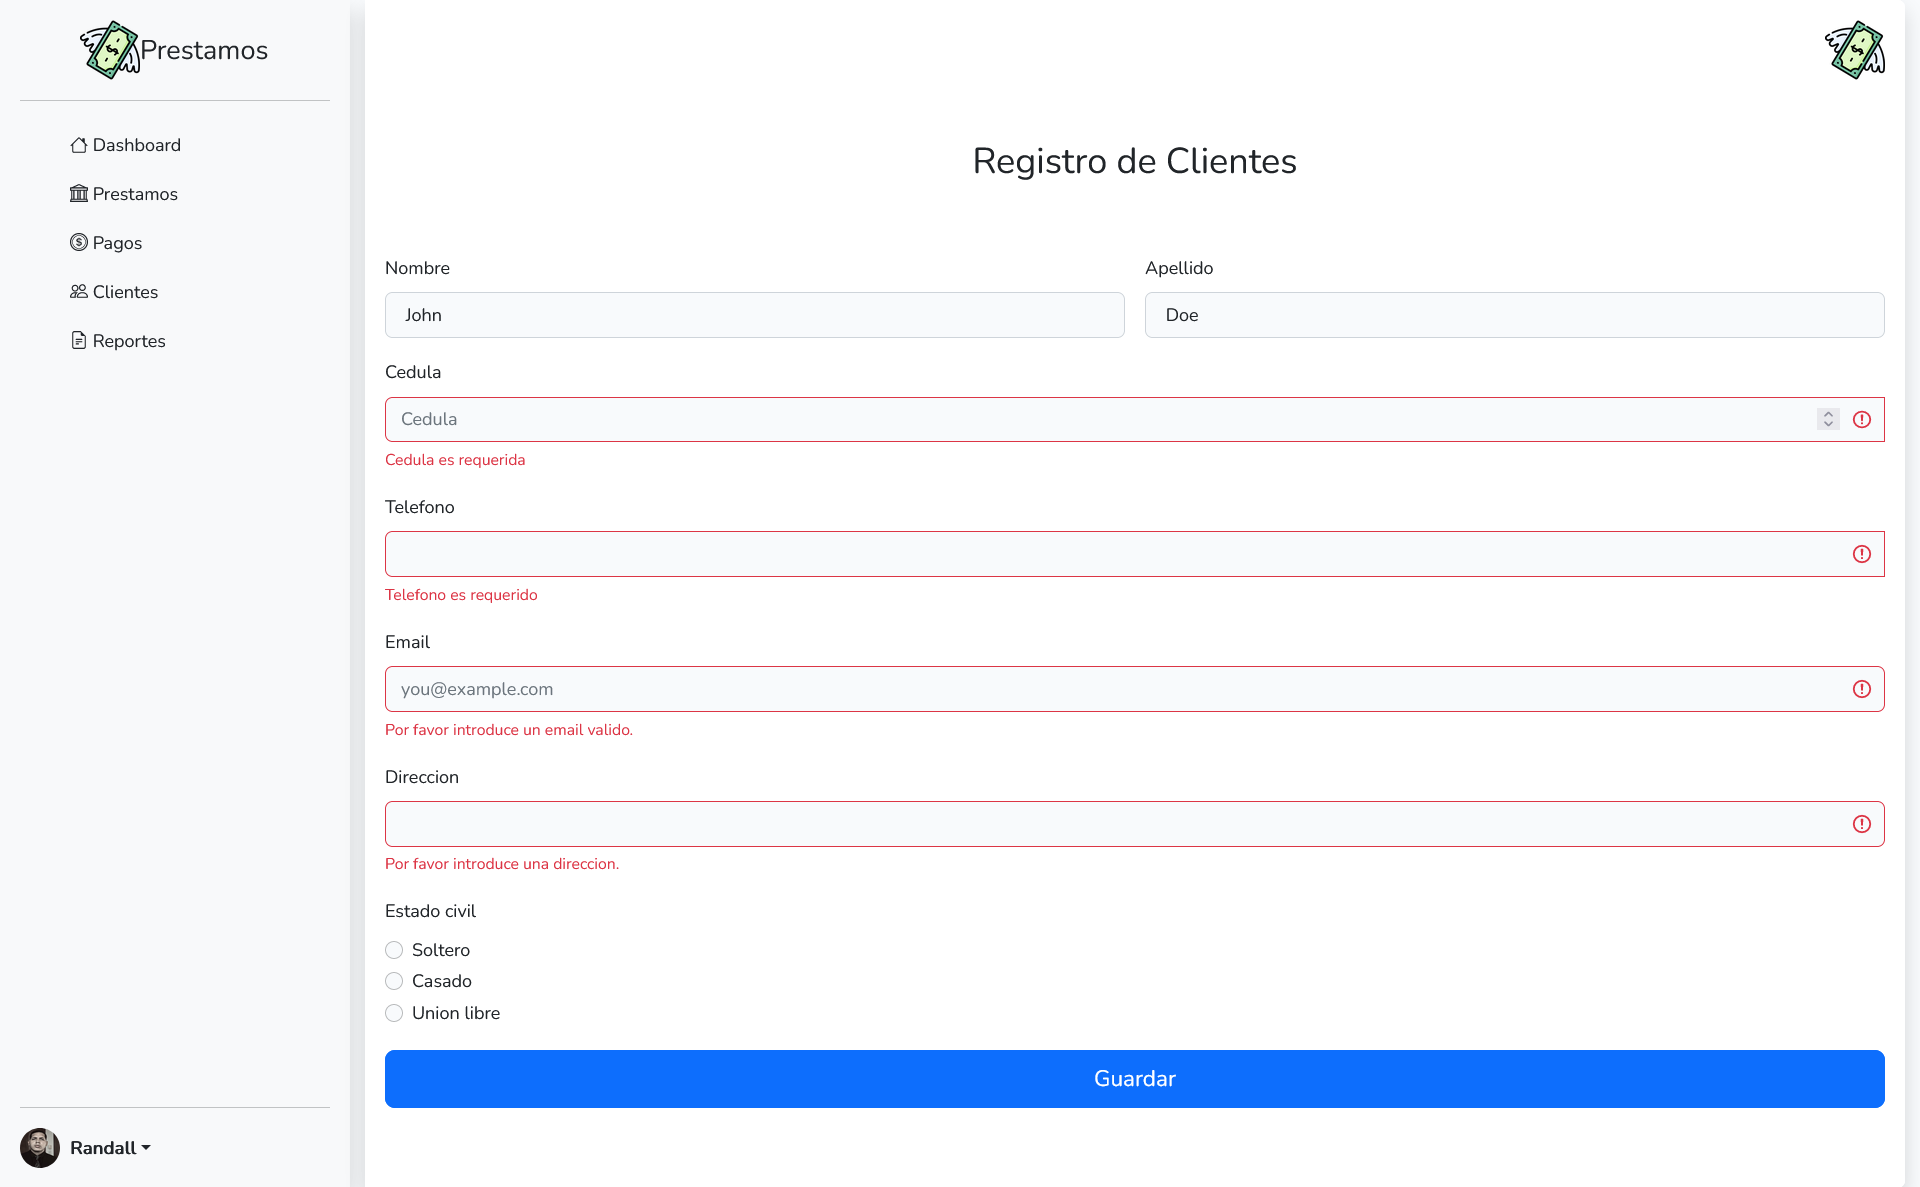 Prestamos
Dashboard
Prestamos
Pagos
Clientes
Reportes
Randall
Registro de Clientes
Nombre
Apellido
John
Doe
Cedula
Cedula
Cedula es requerida
Telefono
Telefono es requerido
Email
you@example.com
Por favor introduce un email valido.
Direccion
Por favor introduce una direccion.
Estado civil
Soltero
Casado
Union libre
Guardar